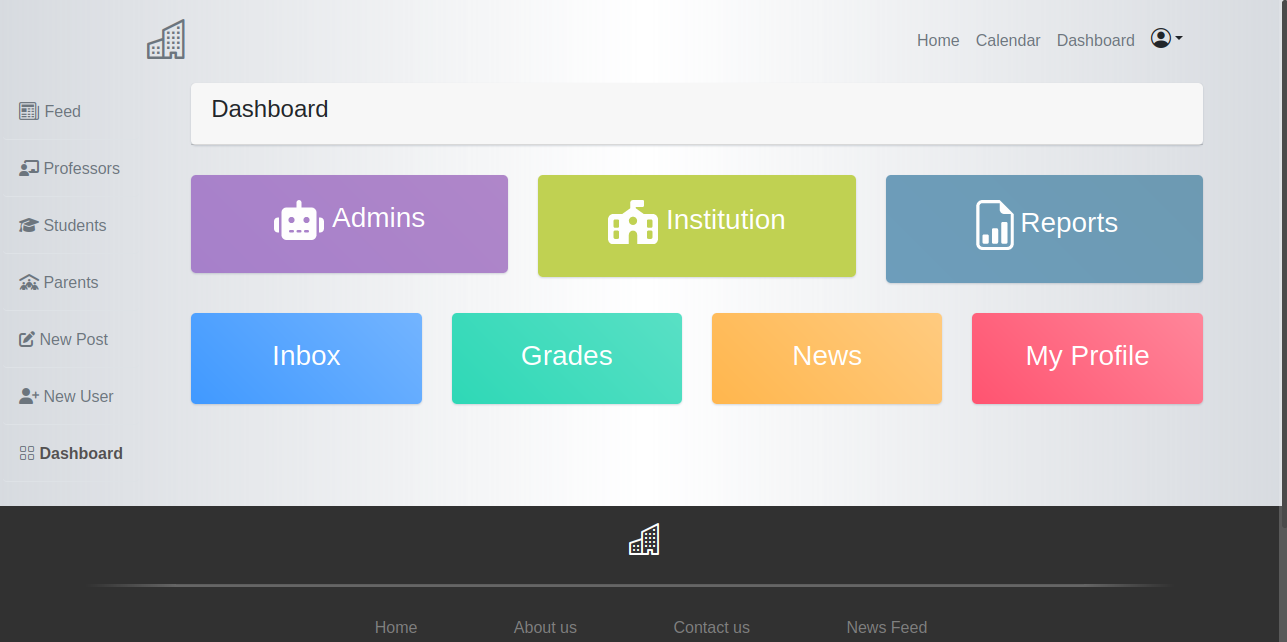 Home Calendar Dashboard
Feed
Professors
Students
Parents
New Post
New User
Dashboard
Dashboard
Admins Institution Reports
Inbox Grades News My Profile
Home About us Contact us News Feed